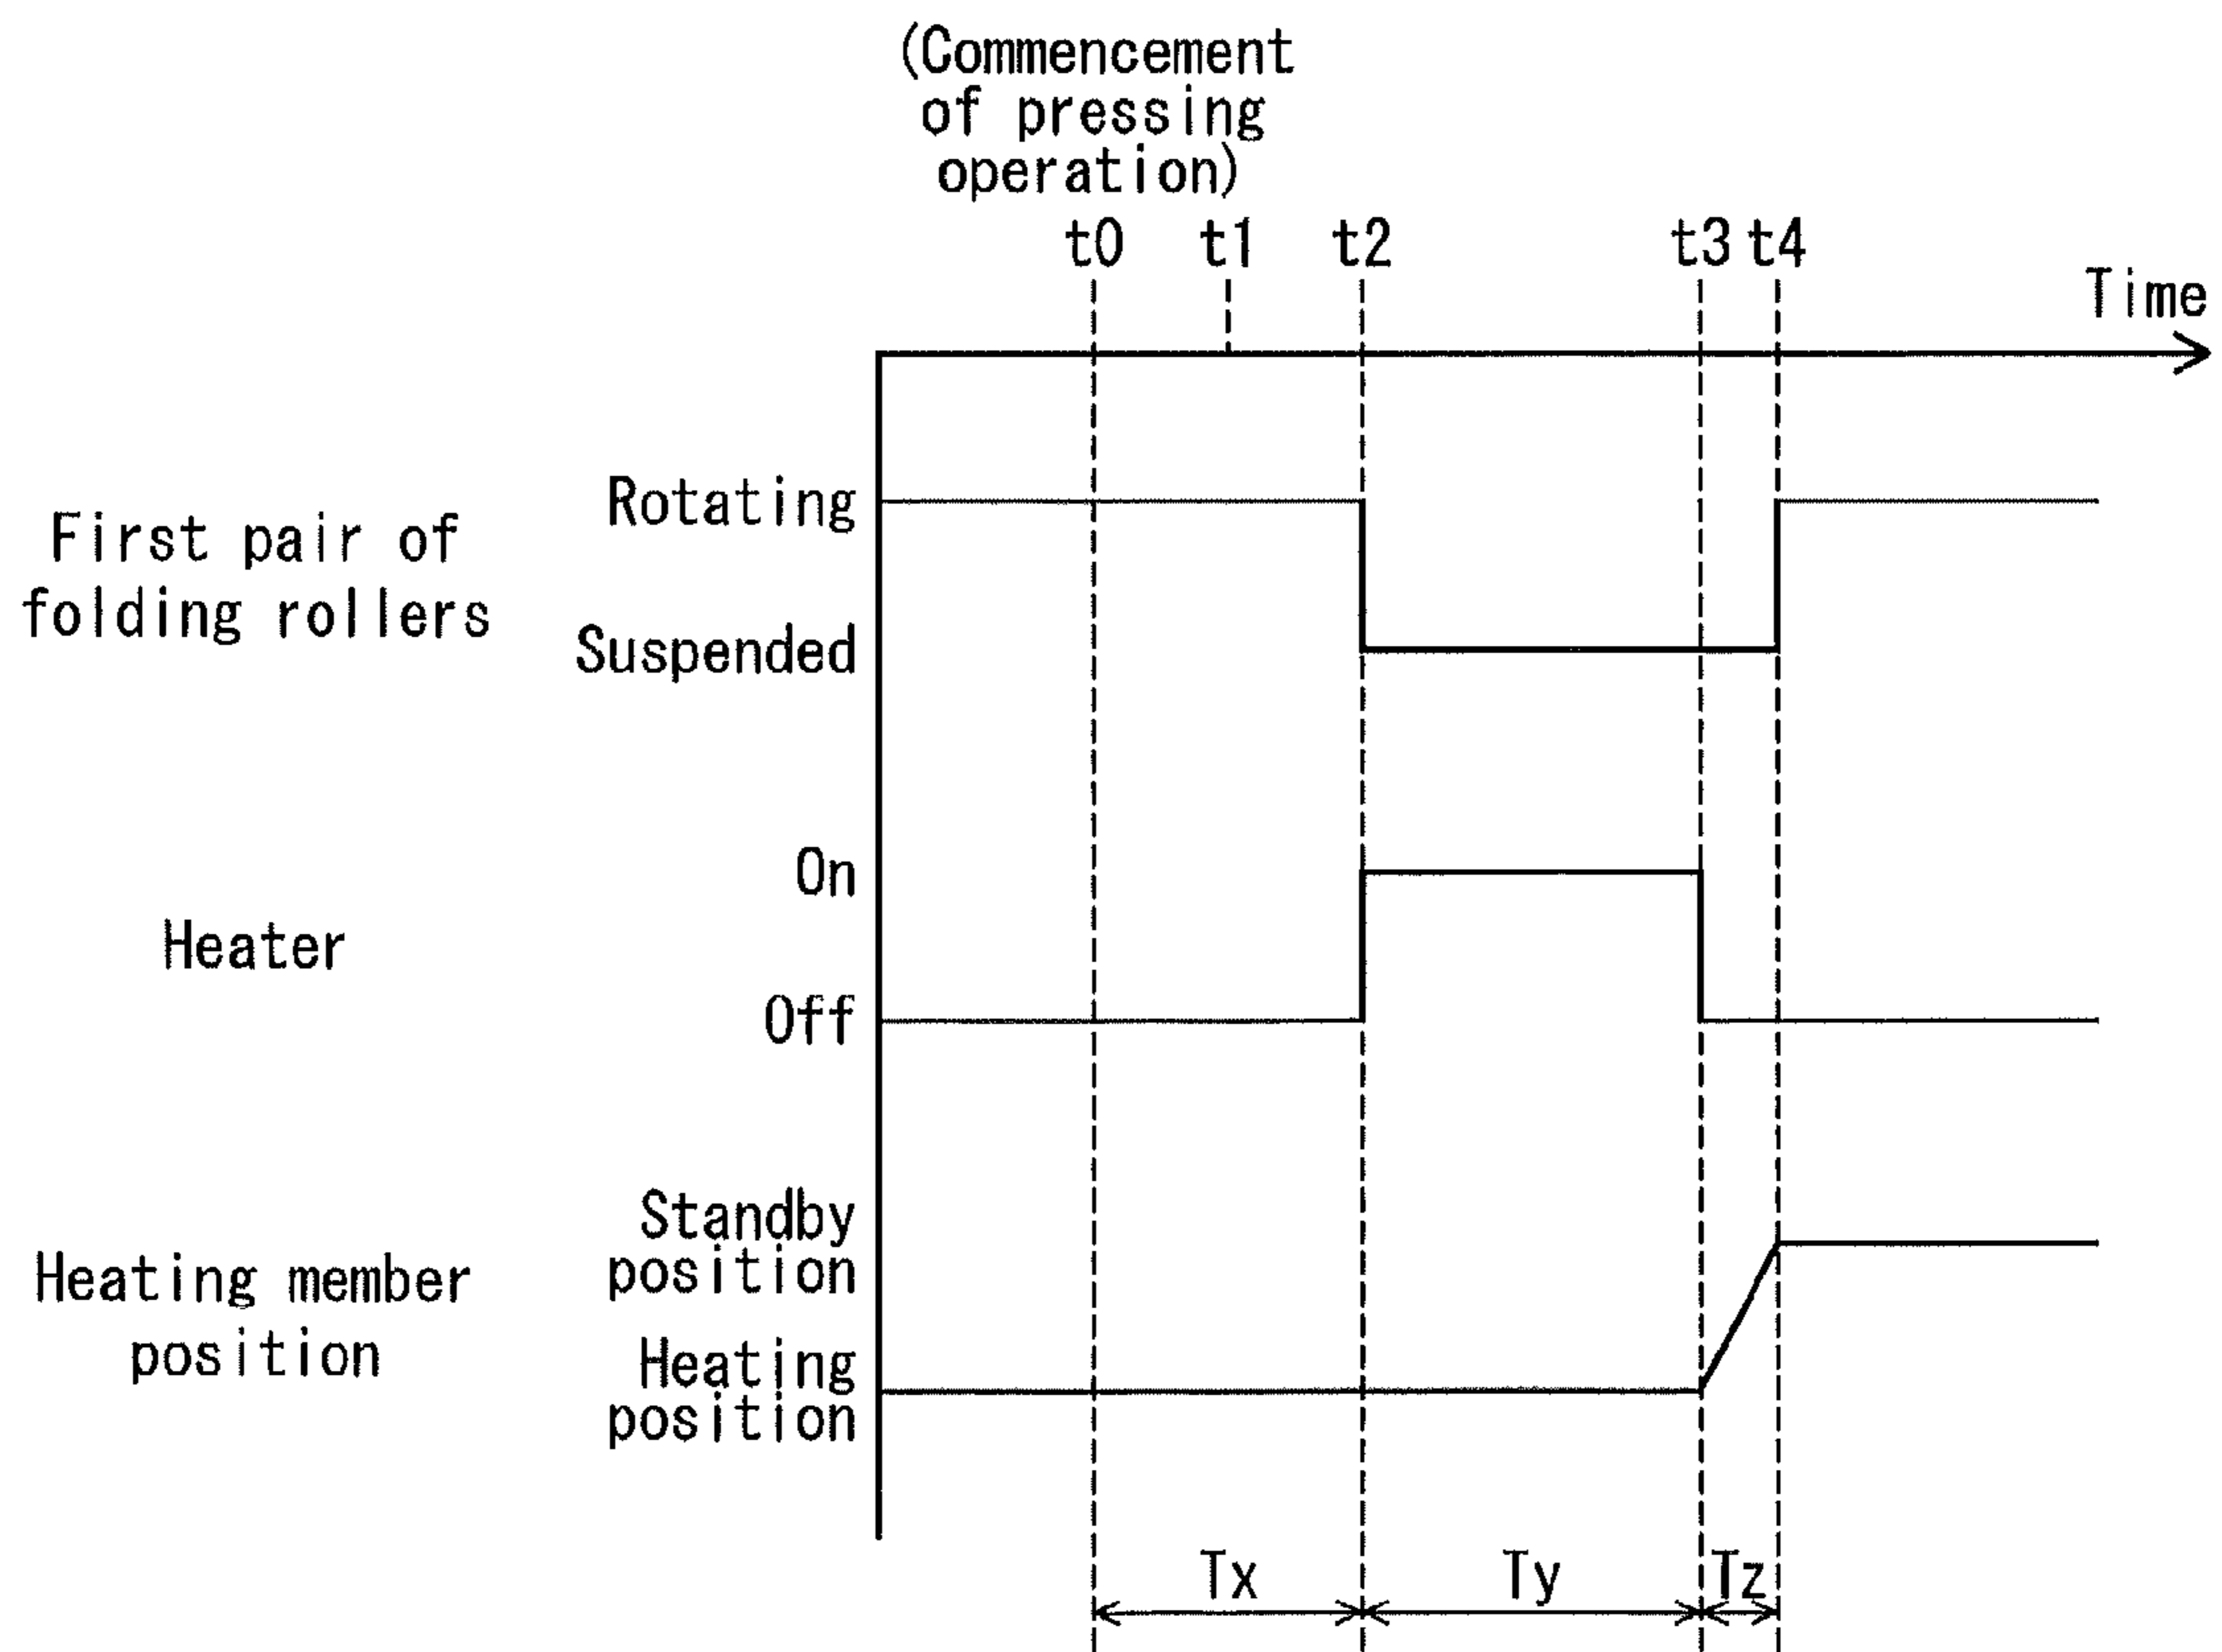 (Commencement
of pressing
operation)
t0 t1 t2 t3 t4
Time
First pair of
folding rollers
Rotating
Suspended
Heater
On
Off
Heating member
position
Standby
position
Heating
position
Tx Ty Tz